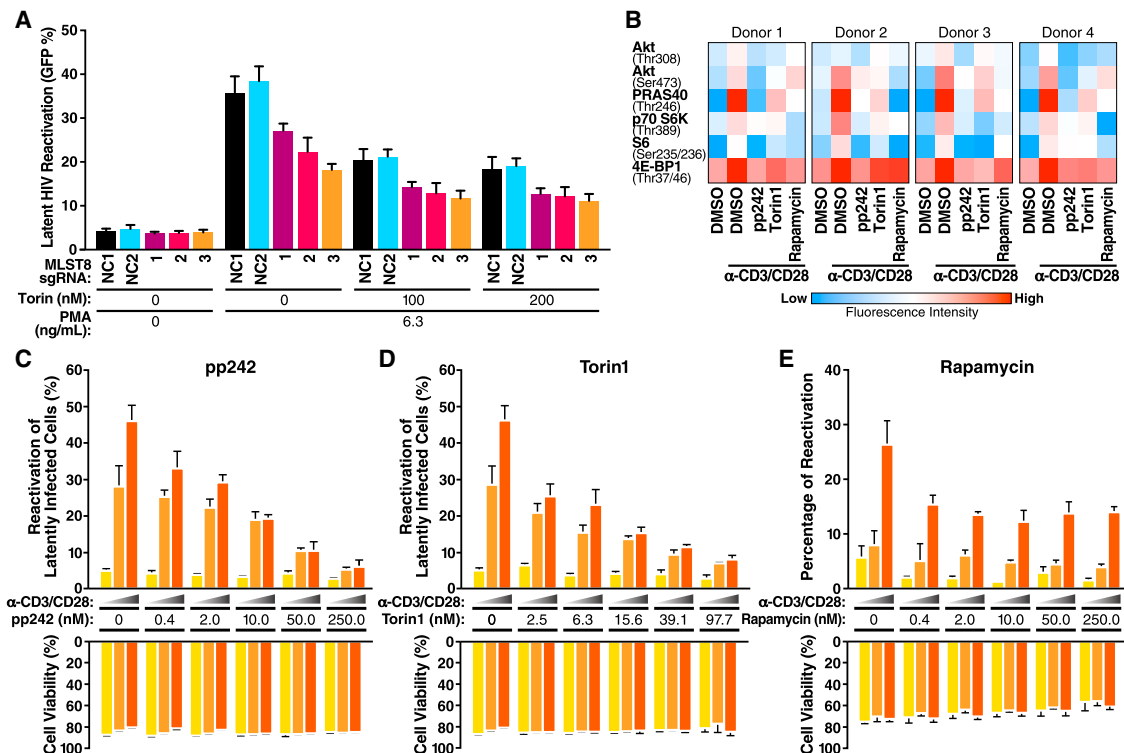 A
Latent HIV Reactivation (GFP %)
50
40
30
20
10
0
MLST8 sgRNA:
NC1 NC2 1 2 3 NC1 NC2 1 2 3 NC1 NC2 1 2 3 NC1 NC2 1 2 3
Torin (nM): 0 0 100 200
PMA (ng/mL): 0 6.3
B
Donor 1 Donor 2 Donor 3 Donor 4
Akt
(Thr308)
Akt
(Ser473)
PRAS40
(Thr246)
p70 S6K
(Thr389)
S6
(Ser235/236)
4E-BP1
(Thr37/46)
DMSO DMSO pp242 Torin1 Rapamycin DMSO DMSO pp242 Torin1 Rapamycin DMSO DMSO pp242 Torin1 Rapamycin DMSO DMSO pp242 Torin1 Rapamycin
α-CD3/CD28 α-CD3/CD28 α-CD3/CD28 α-CD3/CD28
Low High
Fluorescence Intensity
C
pp242
Reactivation of
Latently Infected Cells (%)
60
50
40
30
20
10
0
α-CD3/CD28:
pp242 (nM): 0 0.4 2.0 10.0 50.0 250.0
Cell Viability (%)
0
20
40
60
80
100
D
Torin1
Reactivation of
Latently Infected Cells (%)
60
50
40
30
20
10
0
α-CD3/CD28:
Torin1 (nM): 0 2.5 6.3 15.6 39.1 97.7
Cell Viability (%)
0
20
40
60
80
100
E
Rapamycin
Percentage of Reactivation
40
30
20
10
0
α-CD3/CD28:
Rapamycin (nM): 0 0.4 2.0 10.0 50.0 250.0
Cell Viability (%)
0
20
40
60
80
100